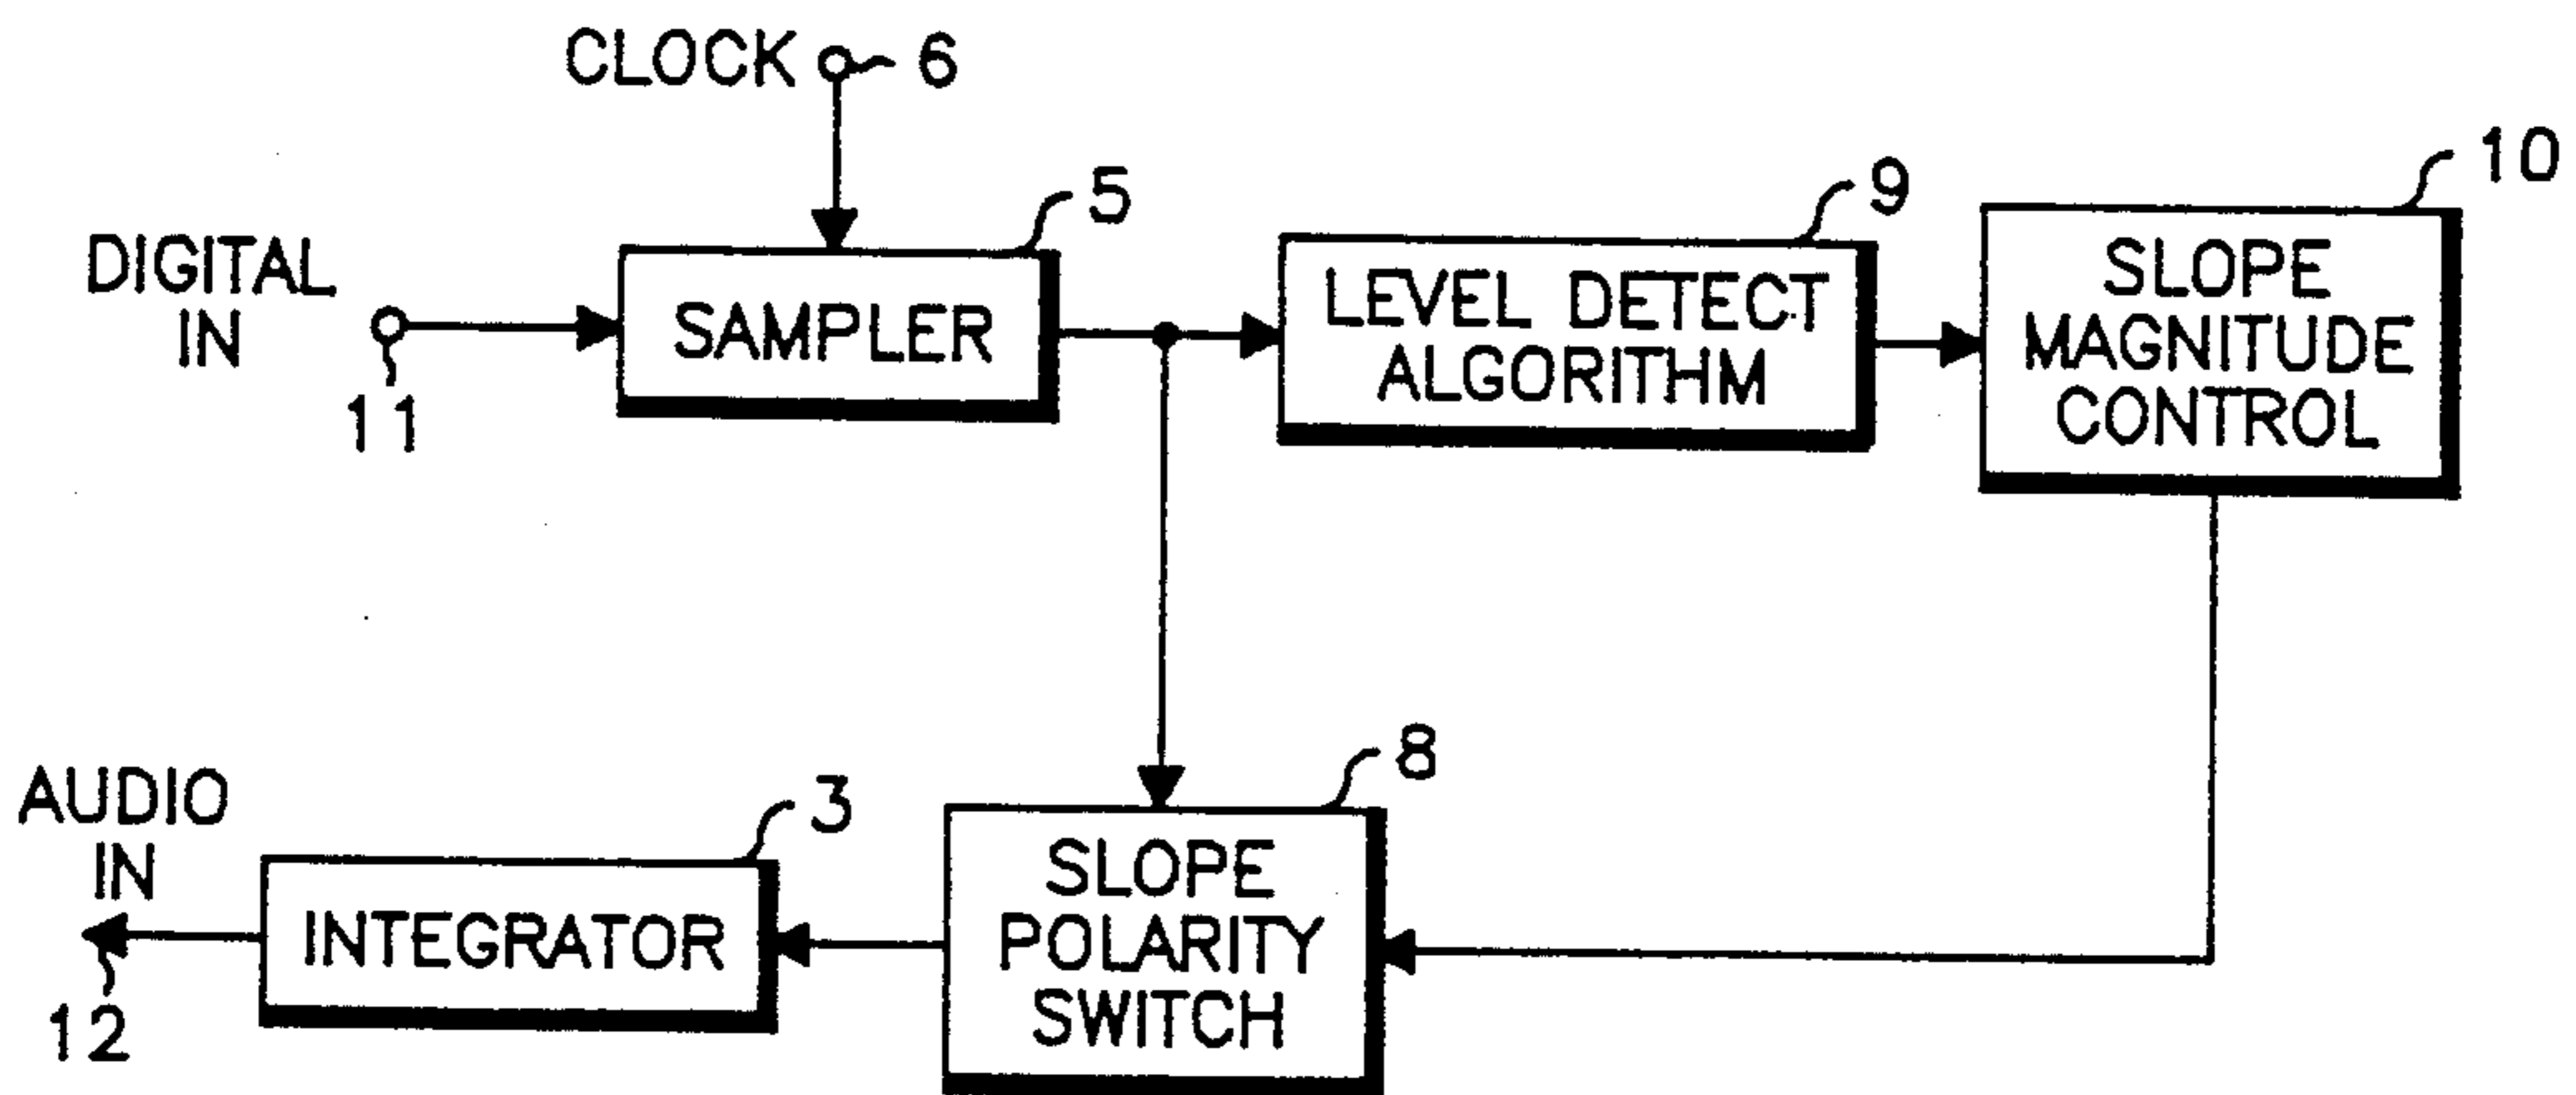 CLOCK 6
5
9
10
DIGITAL
IN
11
SAMPLER
LEVEL DETECT
ALGORITHM
SLOPE
MAGNITUDE
CONTROL
8
3
AUDIO
IN
12
INTEGRATOR
SLOPE
POLARITY
SWITCH